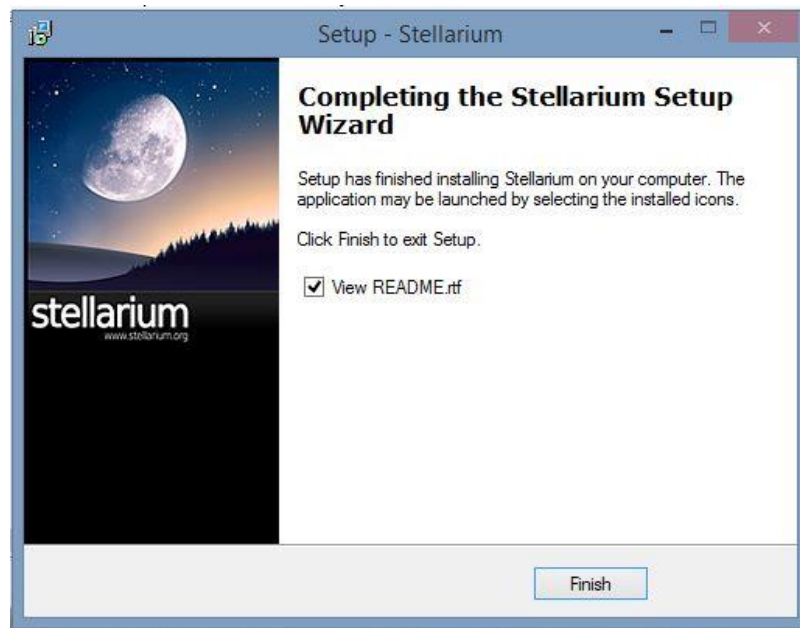 Setup - Stellarium
Completing the Stellarium Setup
Wizard
Setup has finished installing Stellarium on your computer. The
application may be launched by selecting the installed icons.
Click Finish to exit Setup.
View README.rtf
stellarium
www.stellarium.org
Finish